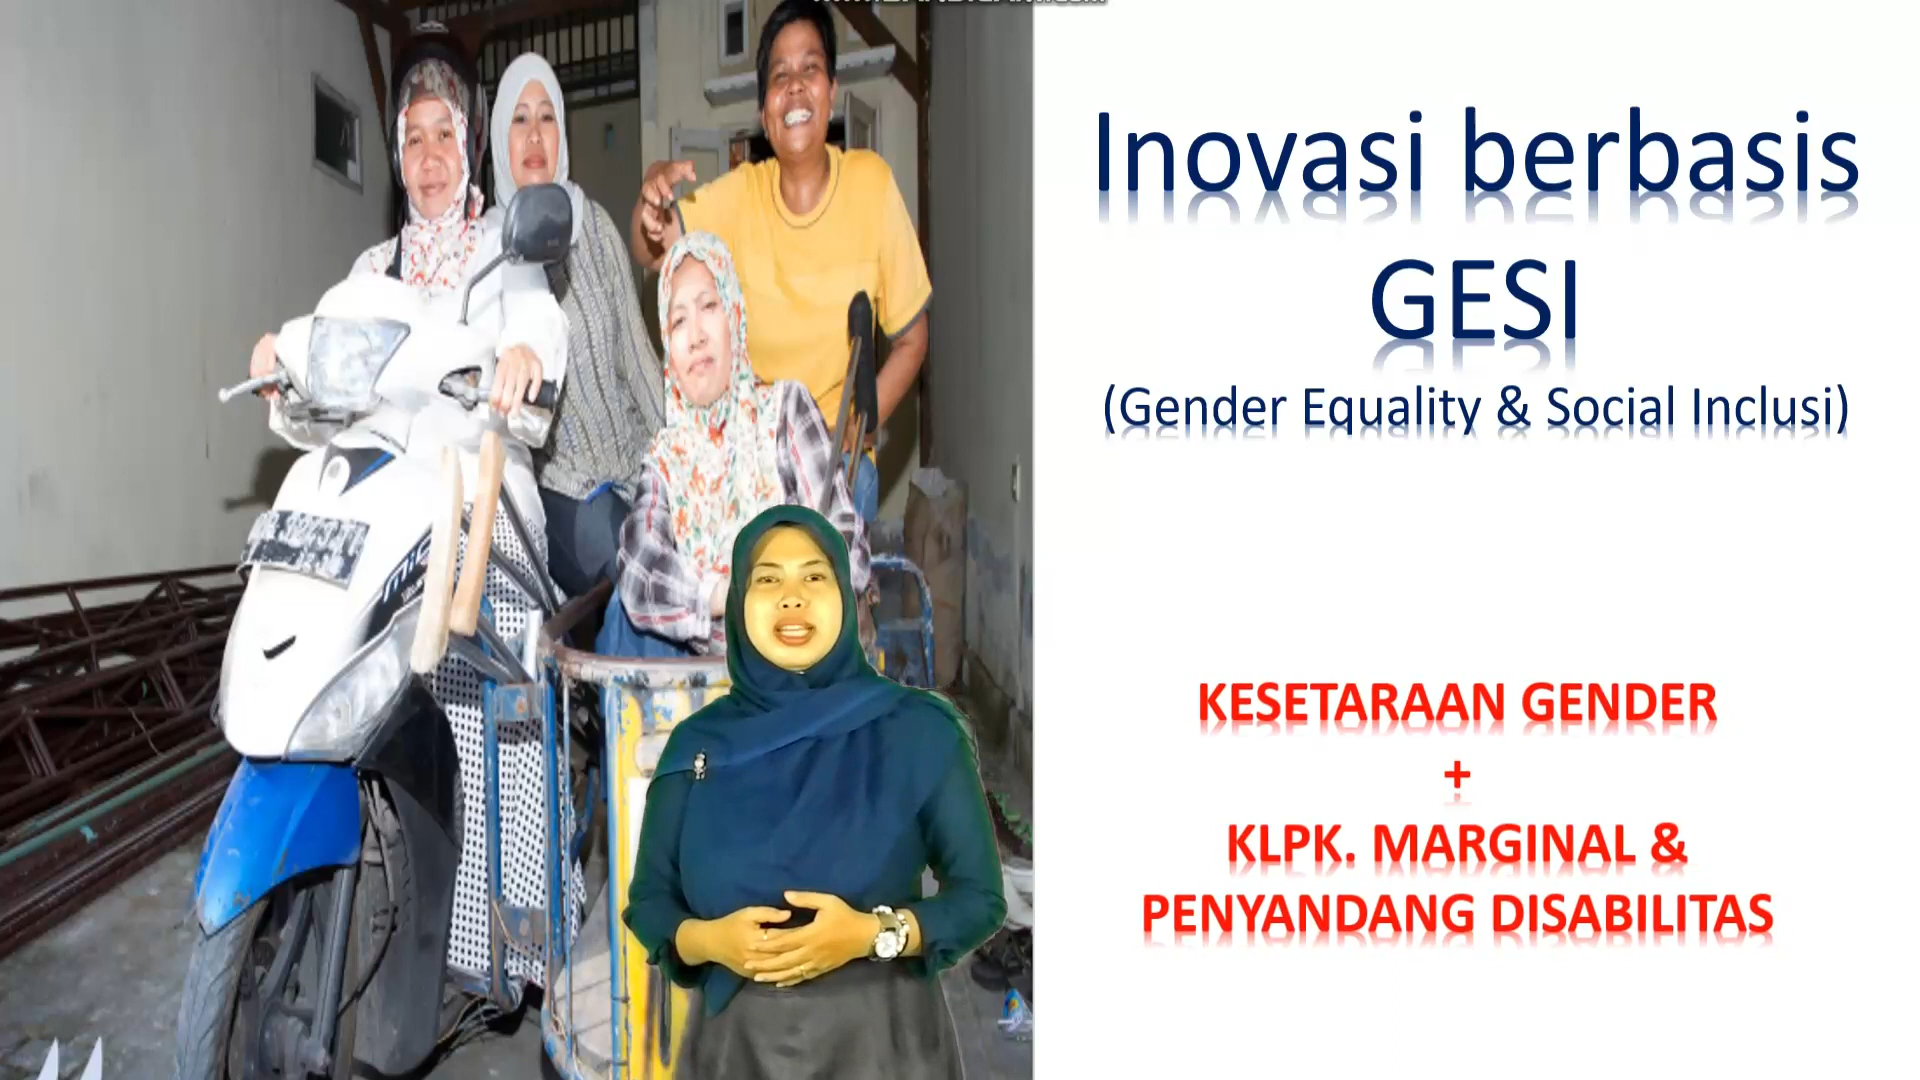 Inovasi berbasis
GESI
(Gender Equality & Social Inclusi)
KESETARAAN GENDER
+
KLPK. MARGINAL &
PENYANDANG DISABILITAS